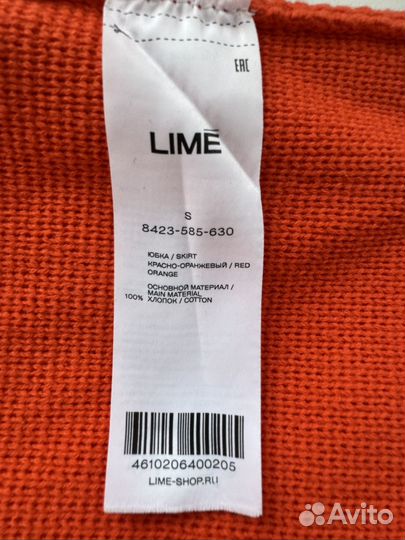 EAC
LIMĒ
S
8423-585-630
ЮБКА / SKIRT
КРАСНО-ОРАНЖЕВЫЙ / RED
ORANGE
ОСНОВНОЙ МАТЕРИАЛ /
MAIN MATERIAL
100% ХЛОПОК / COTTON
4610206400205
LIME-SHOP.RU
Avito